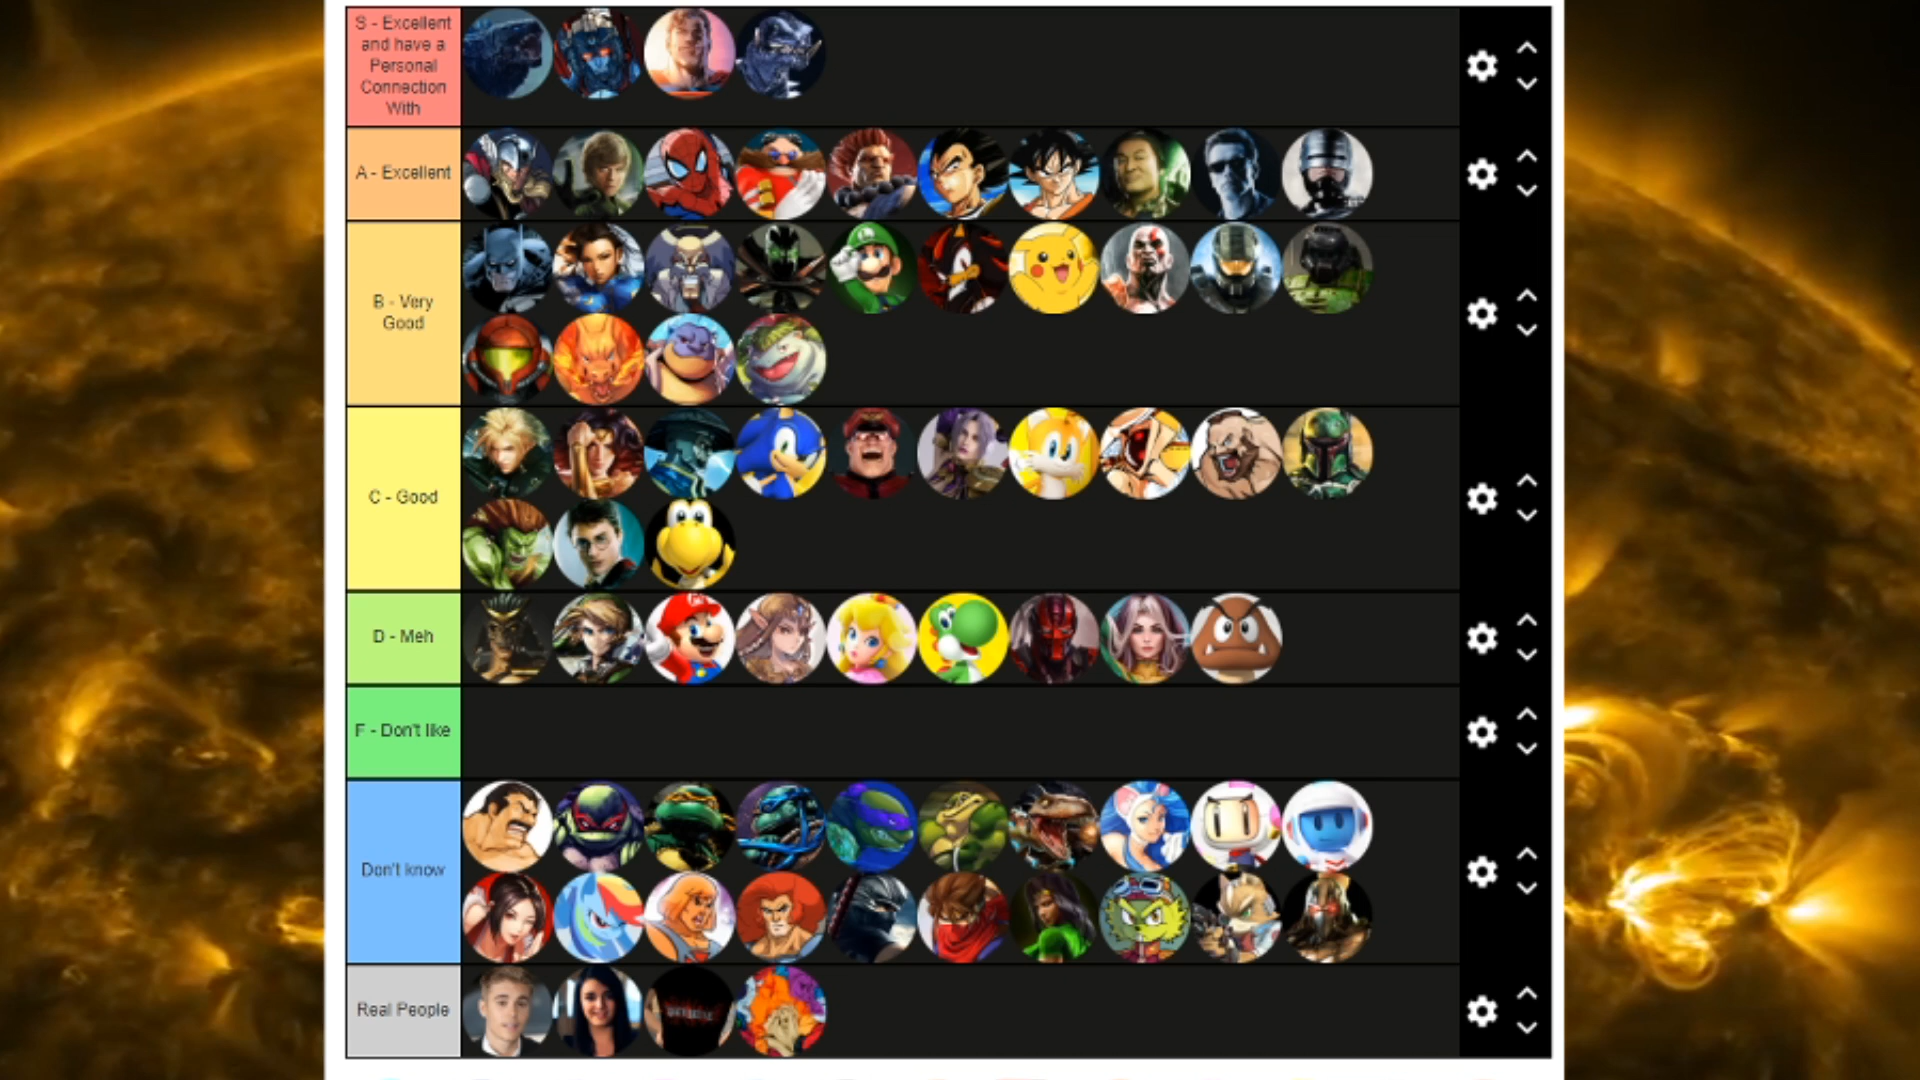 S - Excellent
and have a
Personal
Connection
With
A - Excellent
B - Very
Good
C - Good
D - Meh
F - Don't like
Don't know
Real People